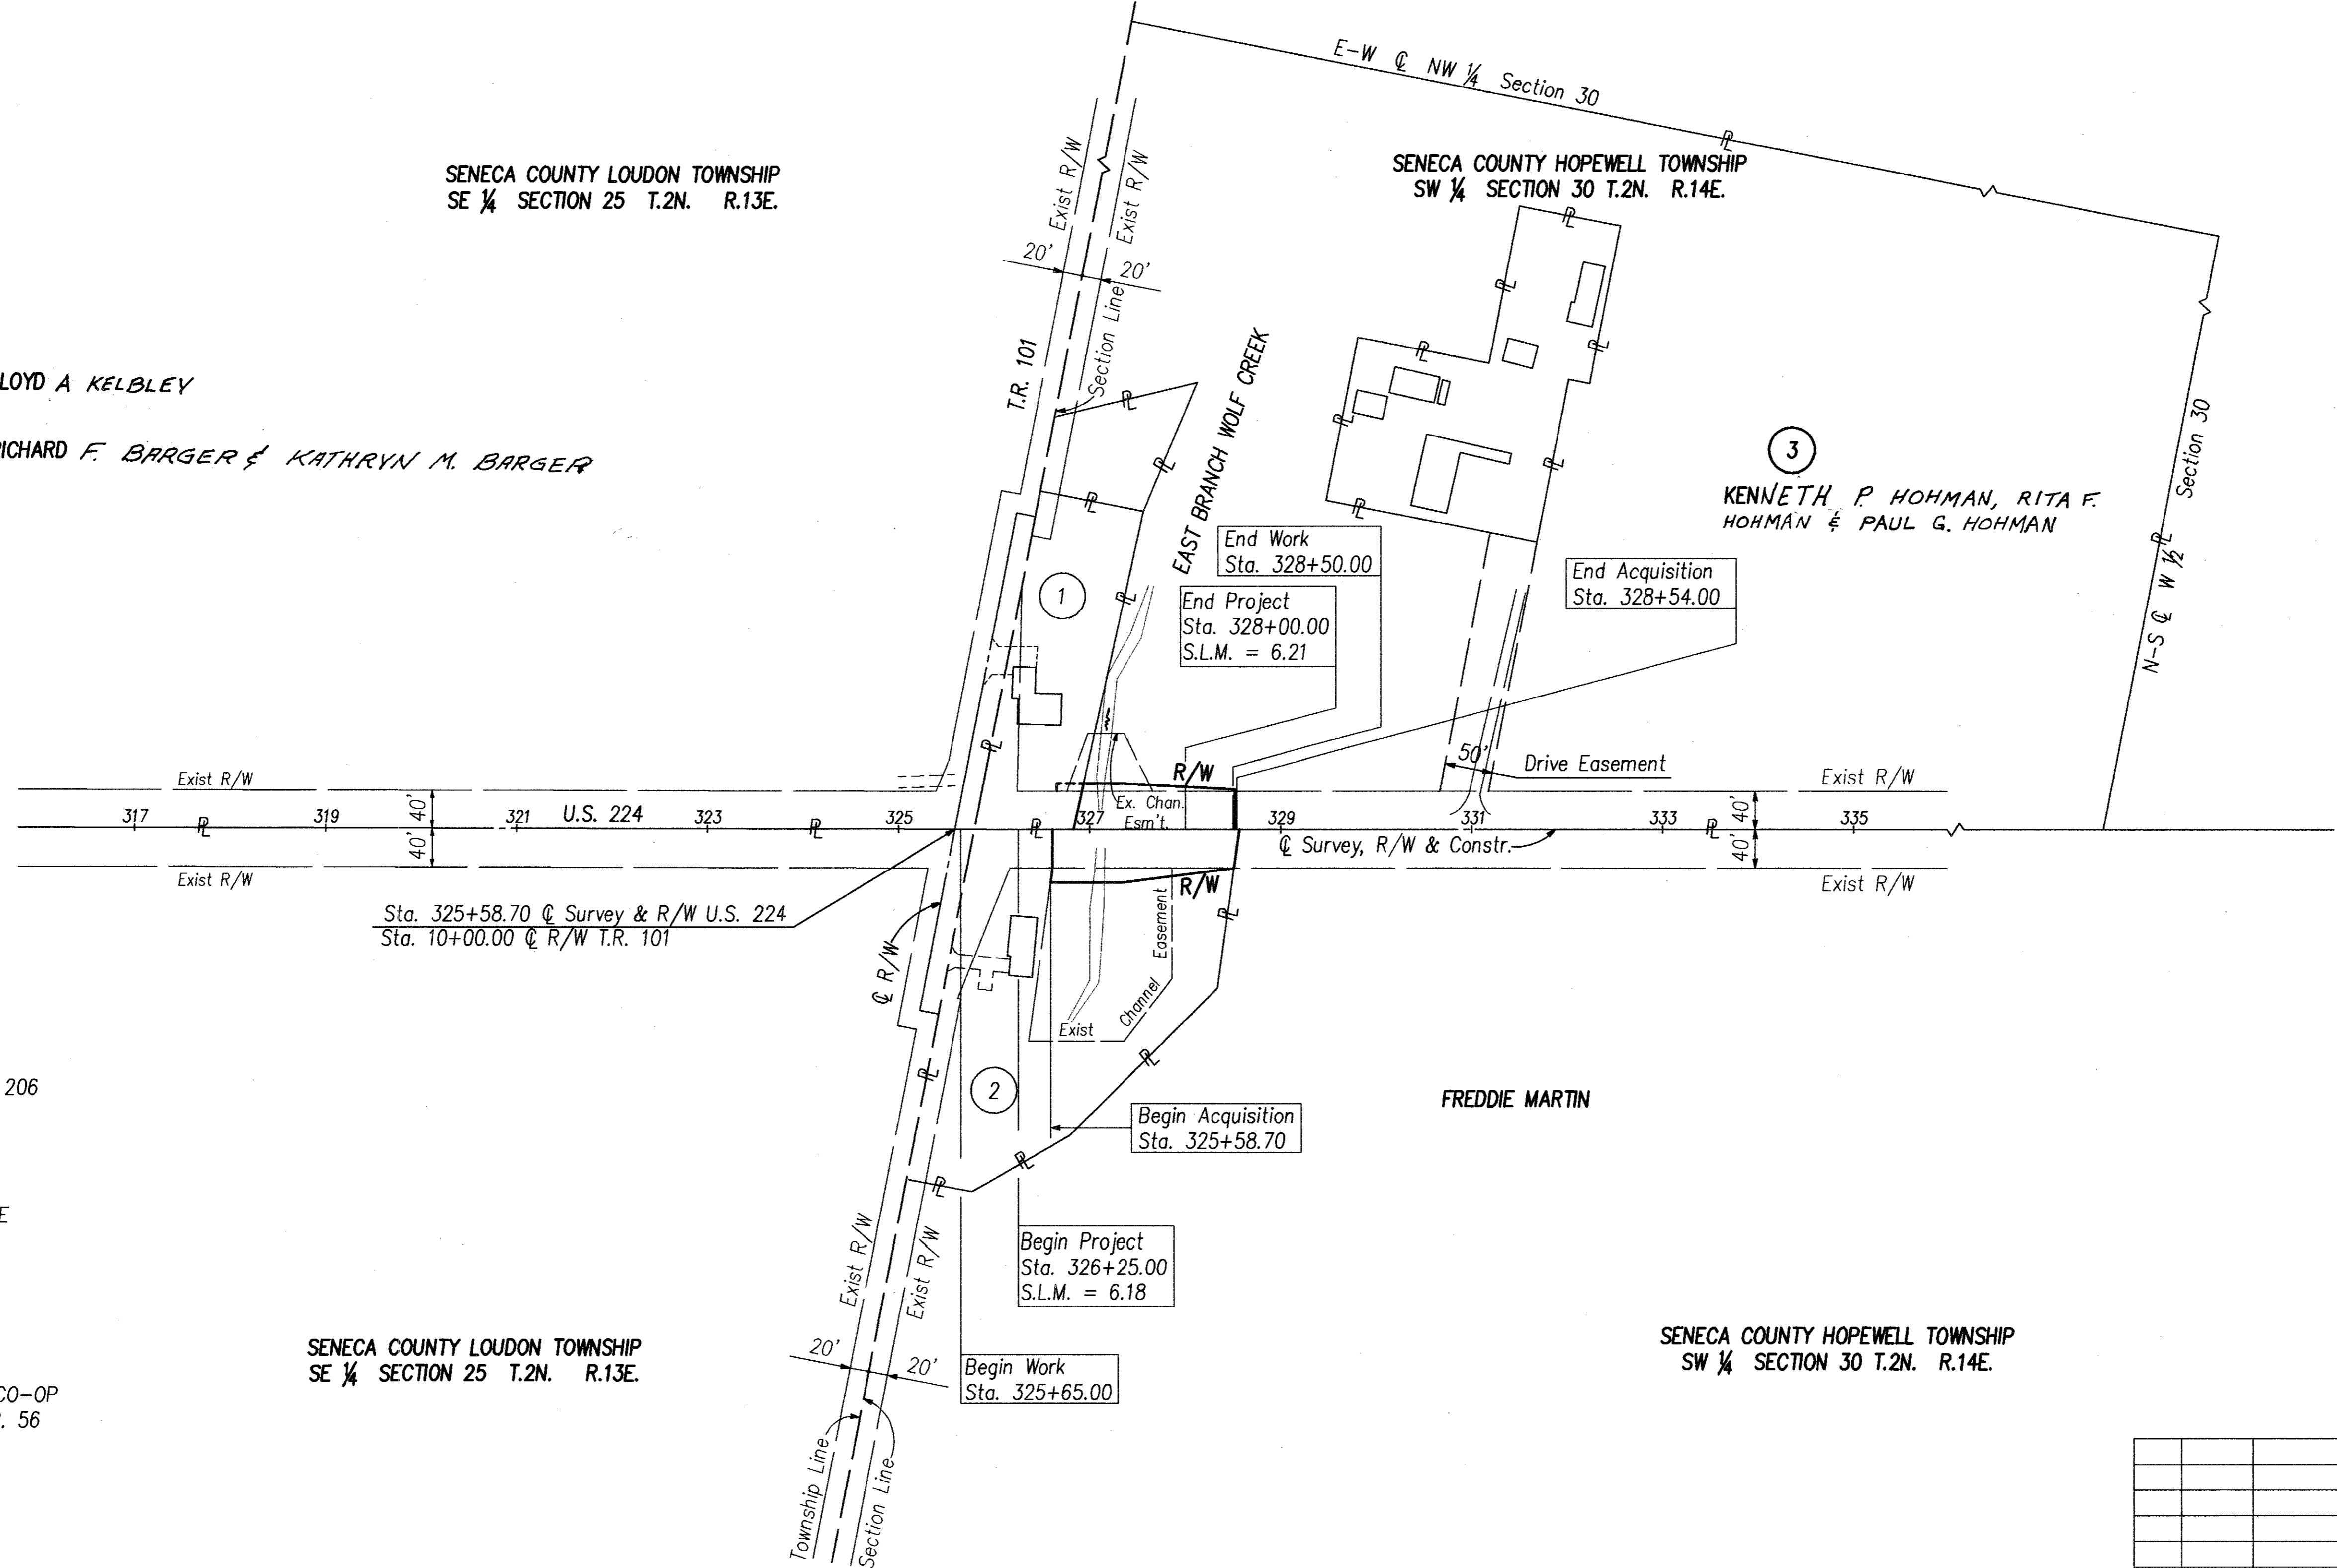 E-W ℄ NW ¼ Section 30
SENECA COUNTY LOUDON TOWNSHIP
SE ¼ SECTION 25 T.2N. R.13E.
Exist R/W
Exist R/W
SENECA COUNTY HOPEWELL TOWNSHIP
SW ¼ SECTION 30 T.2N. R.14E.
20'
20'
Section Line
T.R. 101
EAST BRANCH WOLF CREEK
LOYD A KELBLEY
RICHARD F. BARGER & KATHRYN M. BARGER
3
KENNETH P. HOHMAN, RITA F.
HOHMAN & PAUL G. HOHMAN
N-S ℄ W ½ Section 30
End Work
Sta. 328+50.00
End Project
Sta. 328+00.00
S.L.M. = 6.21
End Acquisition
Sta. 328+54.00
1
50'
Drive Easement
Exist R/W
R/W
Exist R/W
40'
40'
317
319
321
U.S. 224
323
325
327
Ex. Chan.
Esm't.
329
331
333
335
40'
40'
℄ Survey, R/W & Constr.
Exist R/W
R/W
Exist R/W
Sta. 325+58.70 ℄ Survey & R/W U.S. 224
Sta. 10+00.00 ℄ R/W T.R. 101
℄ R/W
Exist Channel Easement
2
206
FREDDIE MARTIN
Begin Acquisition
Sta. 325+58.70
E
Exist R/W
Exist R/W
Begin Project
Sta. 326+25.00
S.L.M. = 6.18
SENECA COUNTY LOUDON TOWNSHIP
SE ¼ SECTION 25 T.2N. R.13E.
20'
20'
Begin Work
Sta. 325+65.00
SENECA COUNTY HOPEWELL TOWNSHIP
SW ¼ SECTION 30 T.2N. R.14E.
CO-OP
. 56
Township Line
Section Line